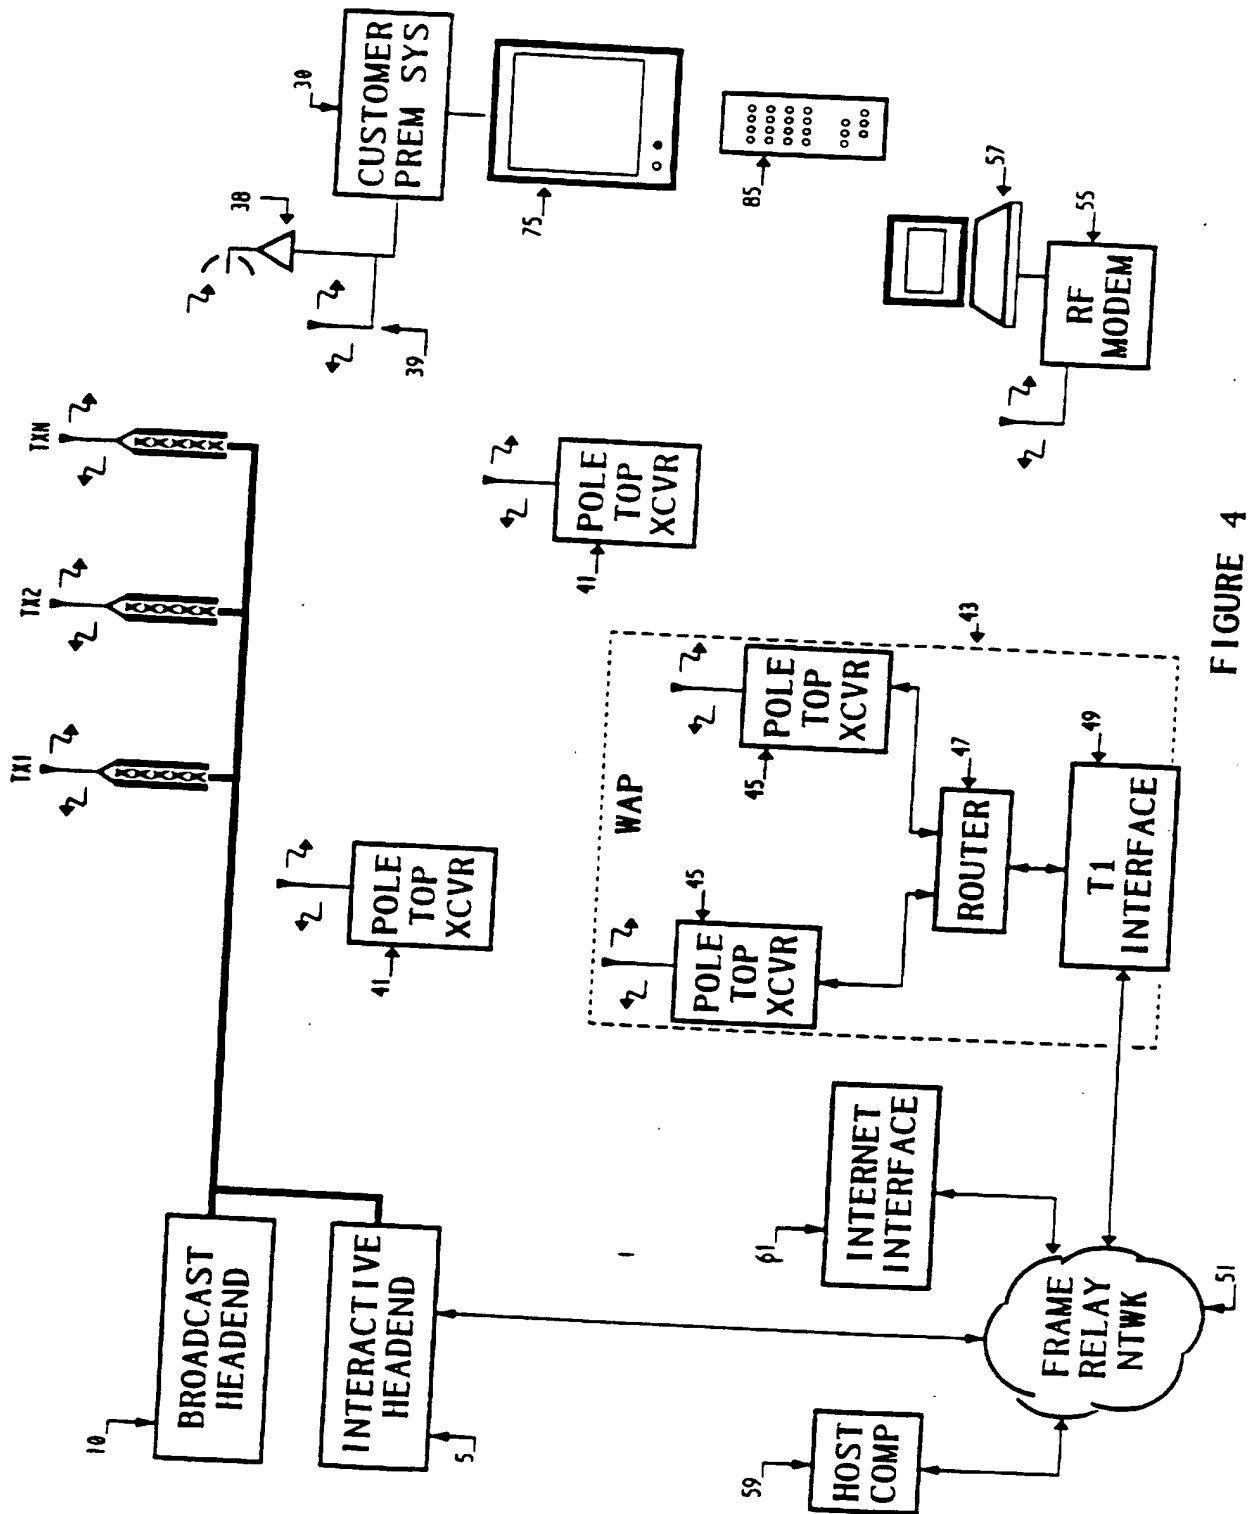 TX1
TX2
TXN
10
BROADCAST
HEADEND
5
INTERACTIVE
HEADEND
38
39
30
CUSTOMER
PREM SYS
75
85
41
POLE
TOP
XCVR
41
POLE
TOP
XCVR
WAP
43
45
POLE
TOP
XCVR
45
POLE
TOP
XCVR
47
ROUTER
49
T1
INTERFACE
57
55
RF
MODEM
61
INTERNET
INTERFACE
59
HOST
COMP
FRAME
RELAY
NTWK
51
FIGURE 4